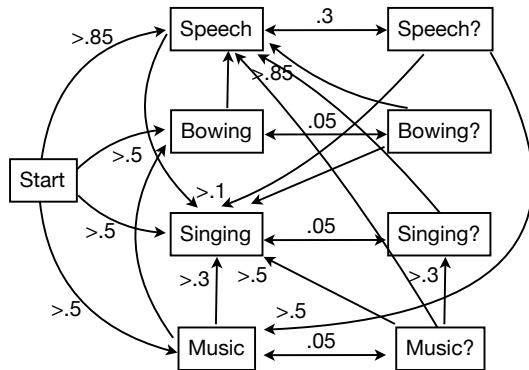 >.85
Speech
.3
Speech?
>.85
Bowing
.05
Bowing?
>.5
Start
>.1
>.5
Singing
.05
Singing?
>.3
>.5
>.3
>.5
>.5
Music
.05
Music?